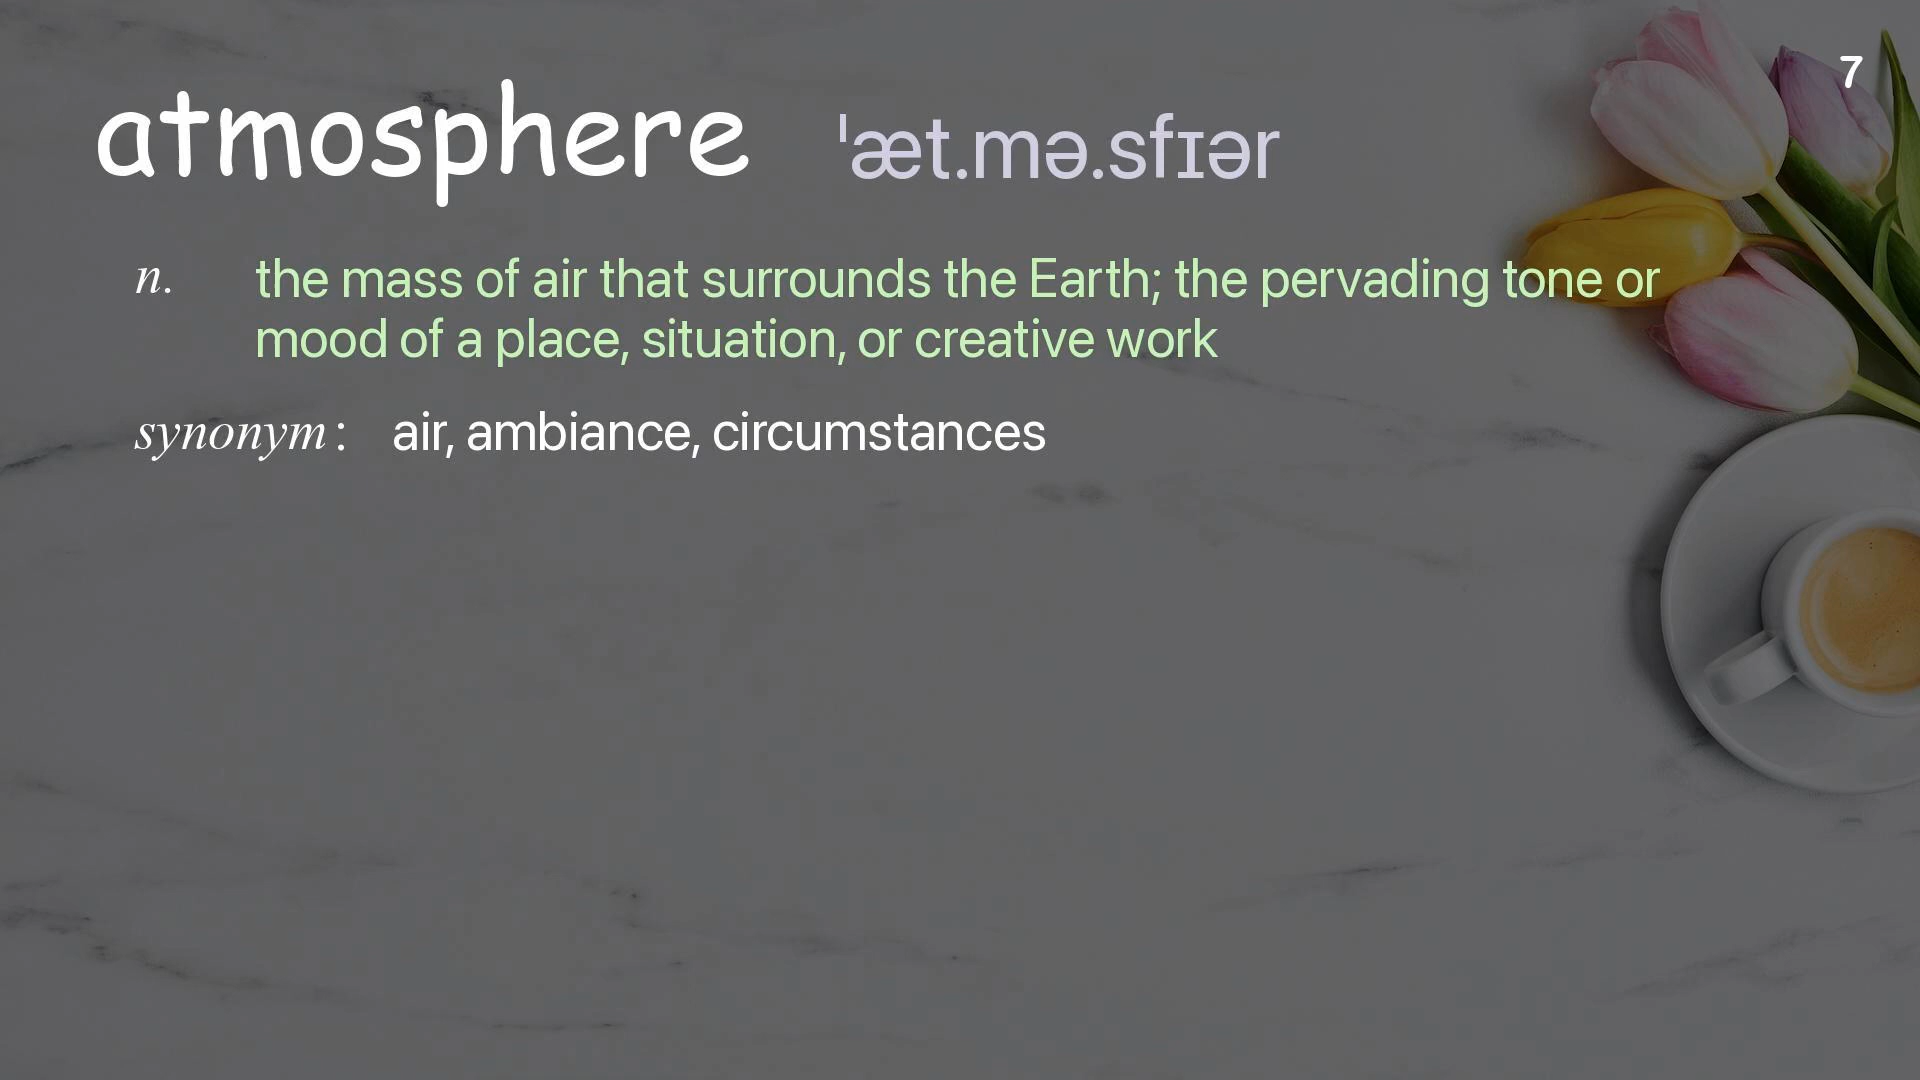 7
atmosphere ˈæt.mə.sfɪər
n. the mass of air that surrounds the Earth; the pervading tone or
mood of a place, situation, or creative work
synonym: air, ambiance, circumstances